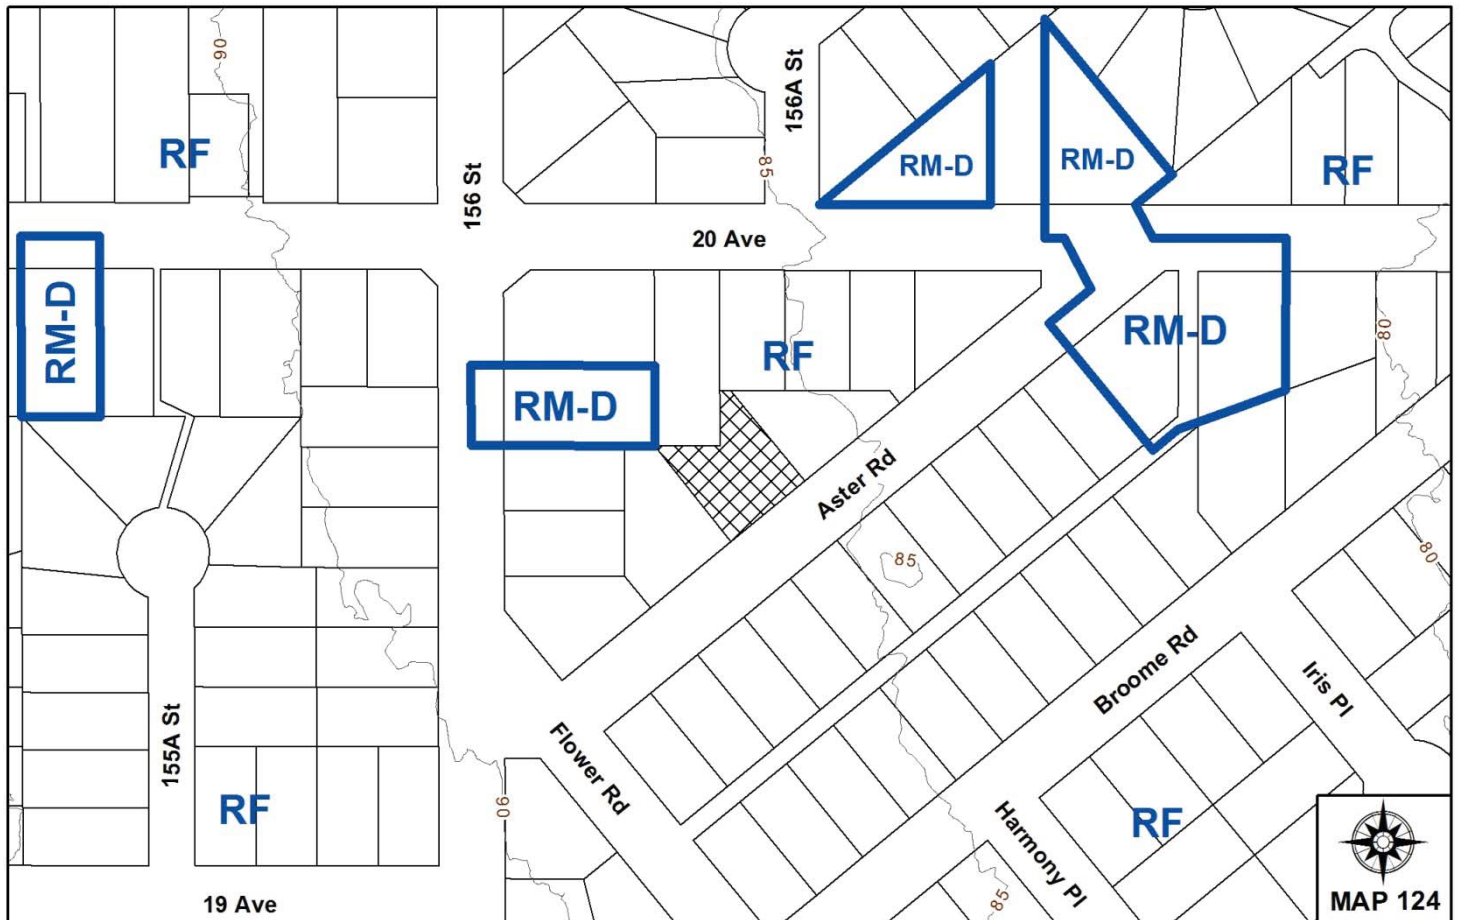 90
156A St
RF
RM-D
RM-D
RF
85
156 St
20 Ave
RM-D
RM-D
80
RF
RM-D
Aster Rd
85
80
Broome Rd
Iris Pl
155A St
Flower Rd
90
RF
Harmony Pl
RF
85
19 Ave
MAP 124